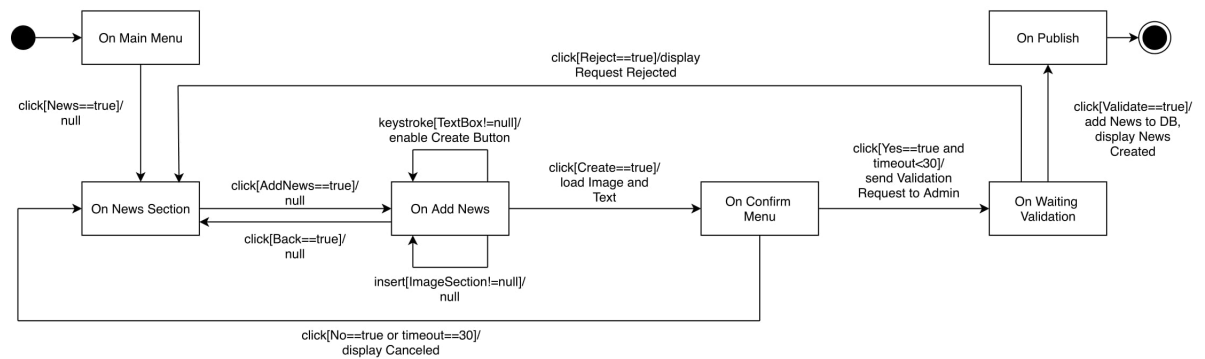 On Main Menu
On Publish
click[Reject==true]/display
Request Rejected
click[News==true]/
null
click[Validate==true]/
add News to DB,
display News
Created
keystroke[TextBox!=null]/
enable Create Button
click[Yes==true and
timeout<30]/
send Validation
Request to Admin
click[Create==true]/
load Image and
Text
click[AddNews==true]/
null
On News Section
On Add News
On Confirm
Menu
On Waiting
Validation
click[Back==true]/
null
insert[ImageSection!=null]/
null
click[No==true or timeout==30]/
display Canceled